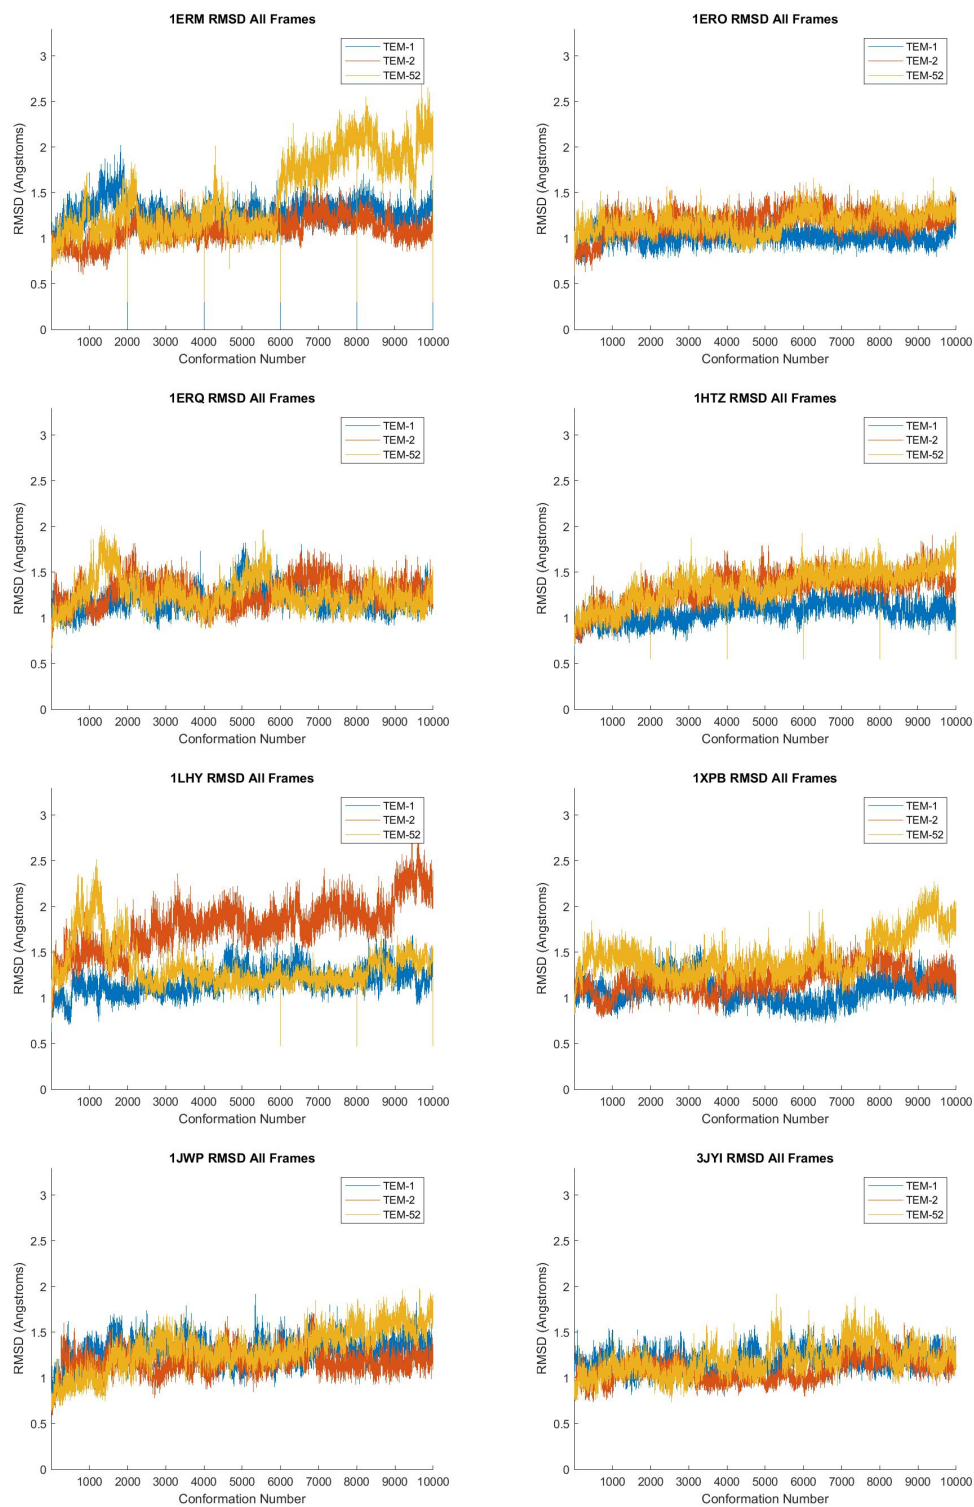 1ERM RMSD All Frames
TEM-1
TEM-2
TEM-52
RMSD (Angstroms)
3
2.5
2
1.5
1
0.5
0
1000 2000 3000 4000 5000 6000 7000 8000 9000 10000
Conformation Number
1ERO RMSD All Frames
TEM-1
TEM-2
TEM-52
RMSD (Angstroms)
3
2.5
2
1.5
1
0.5
0
1000 2000 3000 4000 5000 6000 7000 8000 9000 10000
Conformation Number
1ERQ RMSD All Frames
TEM-1
TEM-2
TEM-52
RMSD (Angstroms)
3
2.5
2
1.5
1
0.5
0
1000 2000 3000 4000 5000 6000 7000 8000 9000 10000
Conformation Number
1HTZ RMSD All Frames
TEM-1
TEM-2
TEM-52
RMSD (Angstroms)
3
2.5
2
1.5
1
0.5
0
1000 2000 3000 4000 5000 6000 7000 8000 9000 10000
Conformation Number
1LHY RMSD All Frames
TEM-1
TEM-2
TEM-52
RMSD (Angstroms)
3
2.5
2
1.5
1
0.5
0
1000 2000 3000 4000 5000 6000 7000 8000 9000 10000
Conformation Number
1XPB RMSD All Frames
TEM-1
TEM-2
TEM-52
RMSD (Angstroms)
3
2.5
2
1.5
1
0.5
0
1000 2000 3000 4000 5000 6000 7000 8000 9000 10000
Conformation Number
1JWP RMSD All Frames
TEM-1
TEM-2
TEM-52
RMSD (Angstroms)
3
2.5
2
1.5
1
0.5
0
1000 2000 3000 4000 5000 6000 7000 8000 9000 10000
Conformation Number
3JYI RMSD All Frames
TEM-1
TEM-2
TEM-52
RMSD (Angstroms)
3
2.5
2
1.5
1
0.5
0
1000 2000 3000 4000 5000 6000 7000 8000 9000 10000
Conformation Number